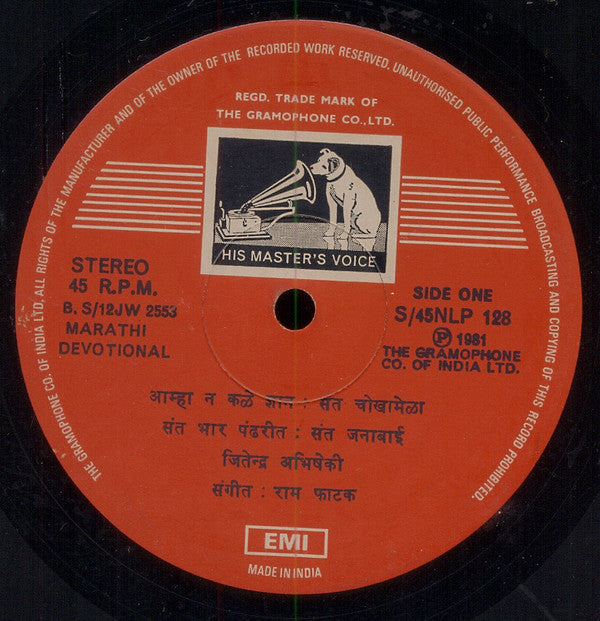 THE GRAMOPHONE CO. OF INDIA LTD. ALL RIGHTS OF THE MANUFACTURER AND OF THE OWNER OF THE RECORDED WORK RESERVED. UNAUTHORISED PUBLIC PERFORMANCE BROADCASTING AND COPYING OF THIS RECORD PROHIBITED.
REGD. TRADE MARK OF
THE GRAMOPHONE CO., LTD.
HIS MASTER'S VOICE
STEREO
45 R.P.M.
B. S/12JW 2553
MARATHI
DEVOTIONAL
SIDE ONE
S/45NLP 128
Ⓟ 1981
THE GRAMOPHONE
CO. OF INDIA LTD.
आम्हा न कळे ज्ञान : संत चोखामेळा
संत भार पंढरीत : संत जनाबाई
जितेन्द्र अभिषेकी
संगीत : राम फाटक
EMI
MADE IN INDIA